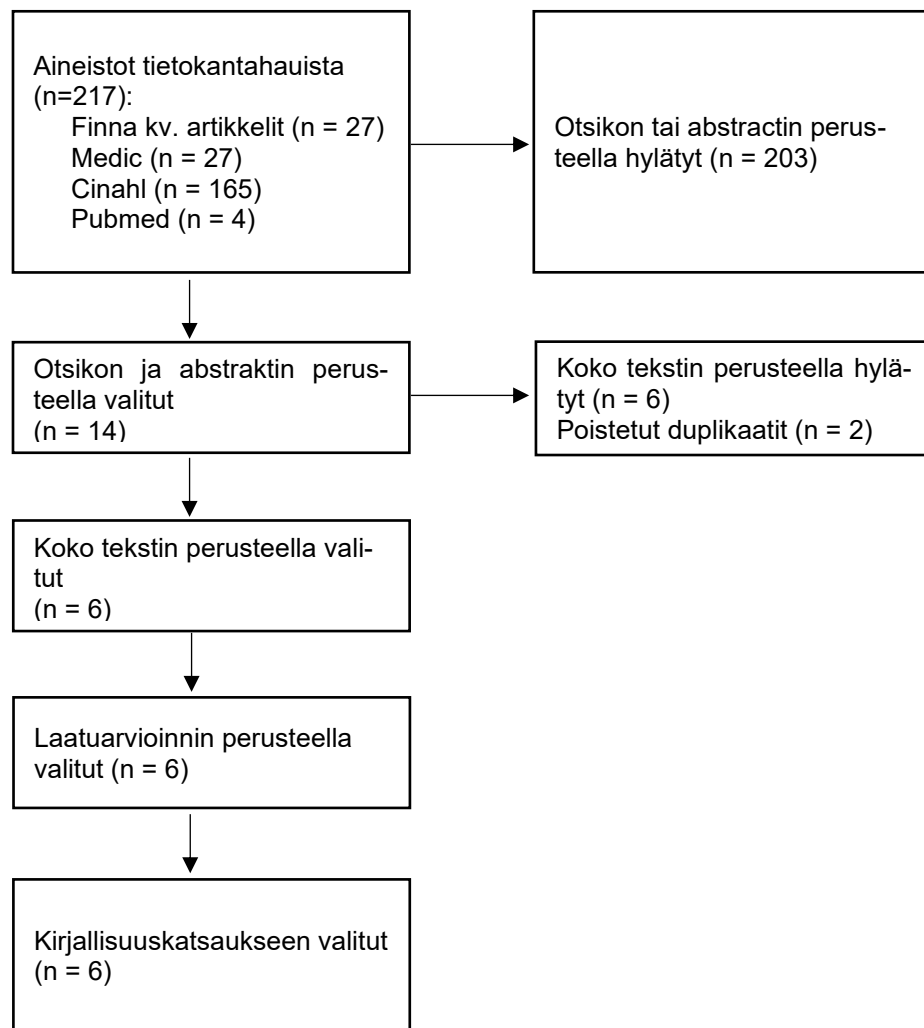 Aineistot tietokantahauista
(n=217):
Finna kv. artikkelit (n = 27)
Medic (n = 27)
Cinahl (n = 165)
Pubmed (n = 4)
Otsikon tai abstractin perus-
teella hylätyt (n = 203)
Otsikon ja abstraktin perus-
teella valitut
(n = 14)
Koko tekstin perusteella hylä-
tyt (n = 6)
Poistetut duplikaatit (n = 2)
Koko tekstin perusteella vali-
tut
(n = 6)
Laatuarvioinnin perusteella
valitut (n = 6)
Kirjallisuuskatsaukseen valitut
(n = 6)